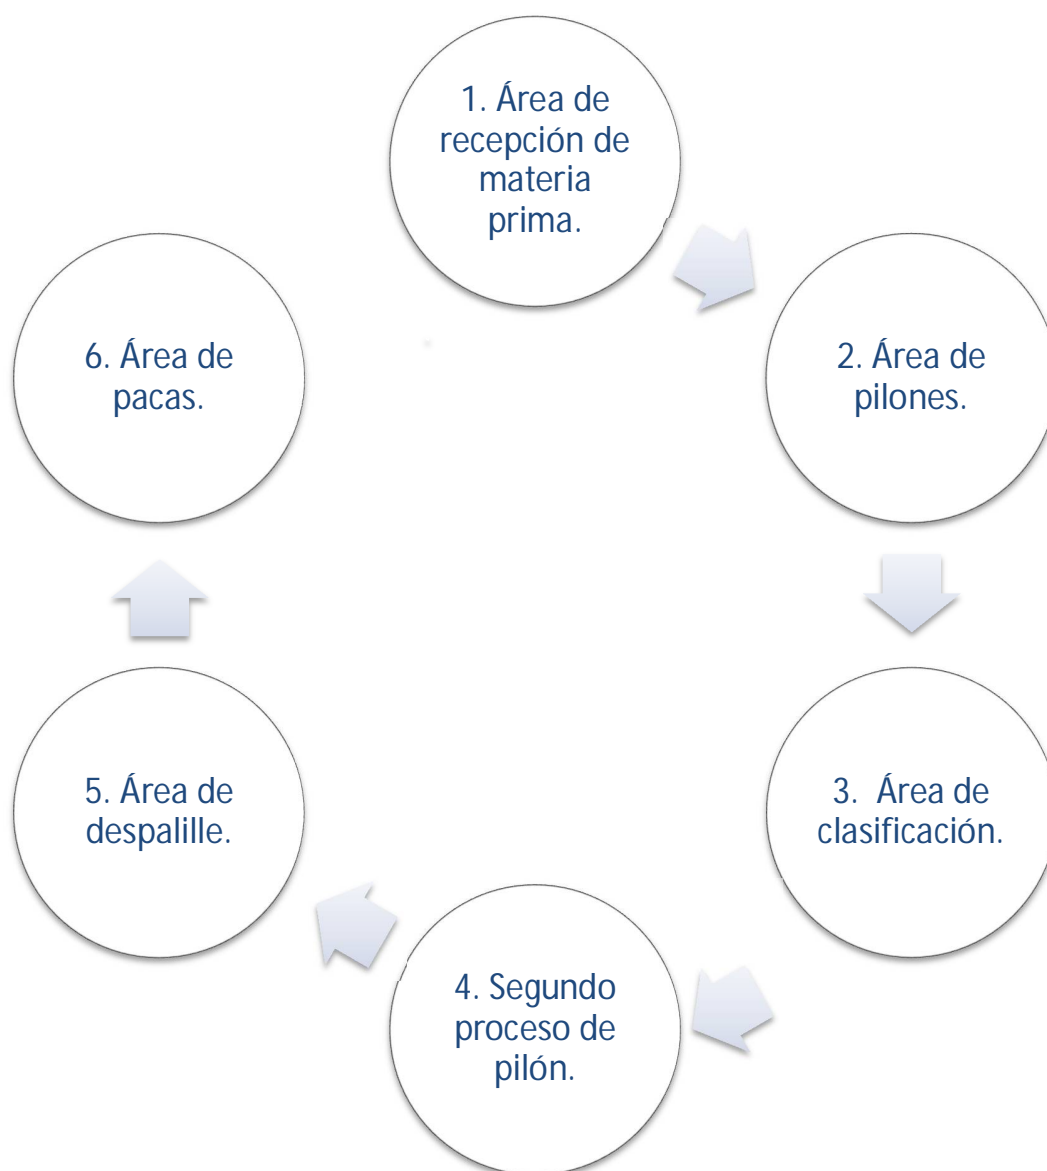 1. Área de
recepción de
materia
prima.
2. Área de
pilones.
3. Área de
clasificación.
4. Segundo
proceso de
pilón.
5. Área de
despalille.
6. Área de
pacas.